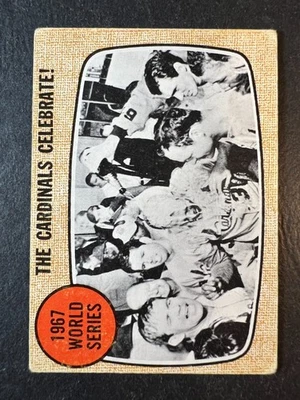 THE CARDINALS CELEBRATE!
1967
WORLD
SERIES